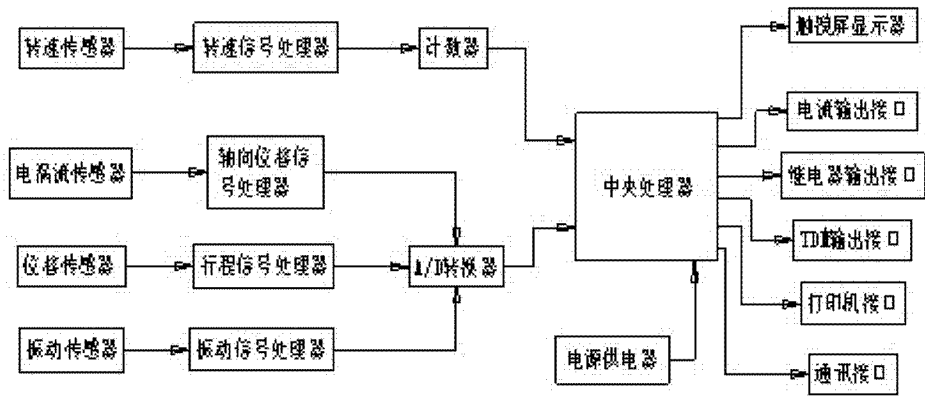 转速传感器
转速信号处理器
计数器
触摸屏显示器
电流输出接口
电涡流传感器
轴向位移信
号处理器
中央处理器
继电器输出接口
TDM输出接口
位移传感器
行程信号处理器
A/D转换器
打印机接口
振动传感器
振动信号处理器
电源供电器
通讯接口